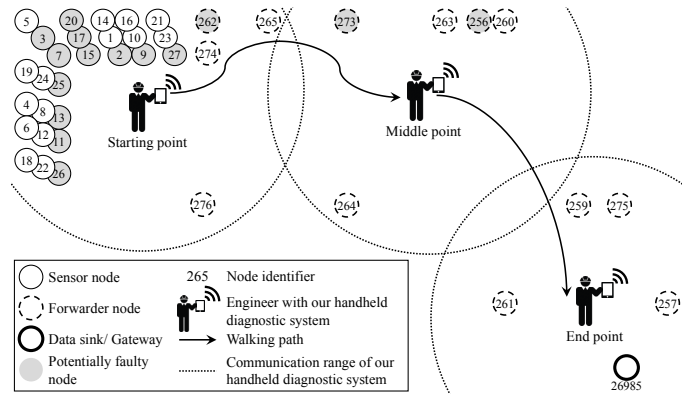 5 20 14 16 21 262 265 273 263 256 260
3 17 1 10 23
7 15 2 9 27 274
19 24 25
Starting point
Middle point
4 8 13
6 12 11
18 22 26
276 264 259 275
261 257
End point
26985
Sensor node
Forwarder node
Data sink/ Gateway
Potentially faulty
node
265 Node identifier
Engineer with our handheld
diagnostic system
Walking path
Communication range of our
handheld diagnostic system